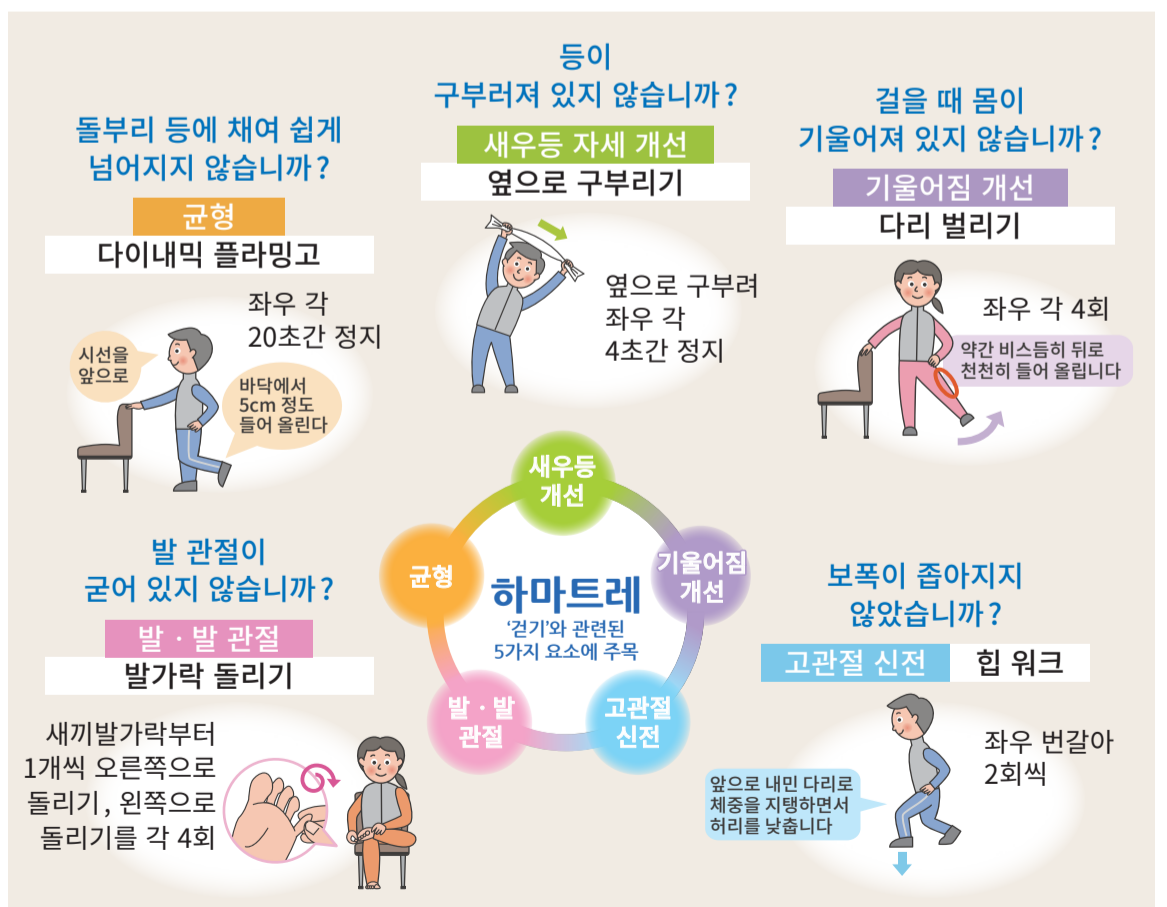 등이
구부러져 있지 않습니까?
새우등 자세 개선
옆으로 구부리기
옆으로 구부려
좌우 각
4초간 정지
돌부리 등에 채여 쉽게
넘어지지 않습니까?
균형
다이내믹 플라밍고
좌우 각
20초간 정지
시선을
앞으로
바닥에서
5cm 정도
들어 올린다
걸을 때 몸이
기울어져 있지 않습니까?
기울어짐 개선
다리 벌리기
좌우 각 4회
약간 비스듬히 뒤로
천천히 들어 올립니다
새우등
개선
균형
기울어짐
개선
하마트레
‘걷기’와 관련된
5가지 요소에 주목
발·발
관절
고관절
신전
발 관절이
굳어 있지 않습니까?
발·발 관절
발가락 돌리기
새끼발가락부터
1개씩 오른쪽으로
돌리기, 왼쪽으로
돌리기를 각 4회
보폭이 좁아지지
않았습니까?
고관절 신전 힙 워크
좌우 번갈아
2회씩
앞으로 내민 다리로
체중을 지탱하면서
허리를 낮춥니다